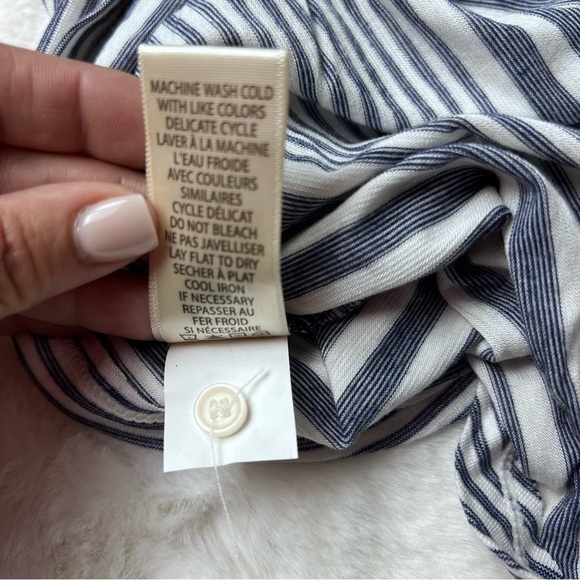 MACHINE WASH COLD
WITH LIKE COLORS
DELICATE CYCLE
LAVER À LA MACHINE
L'EAU FROIDE
AVEC COULEURS
SIMILAIRES
CYCLE DÉLICAT
DO NOT BLEACH
NE PAS JAVELLISER
LAY FLAT TO DRY
SECHER À PLAT
COOL IRON
IF NECESSARY
REPASSER AU
FER FROID
SI NÉCESSAIRE